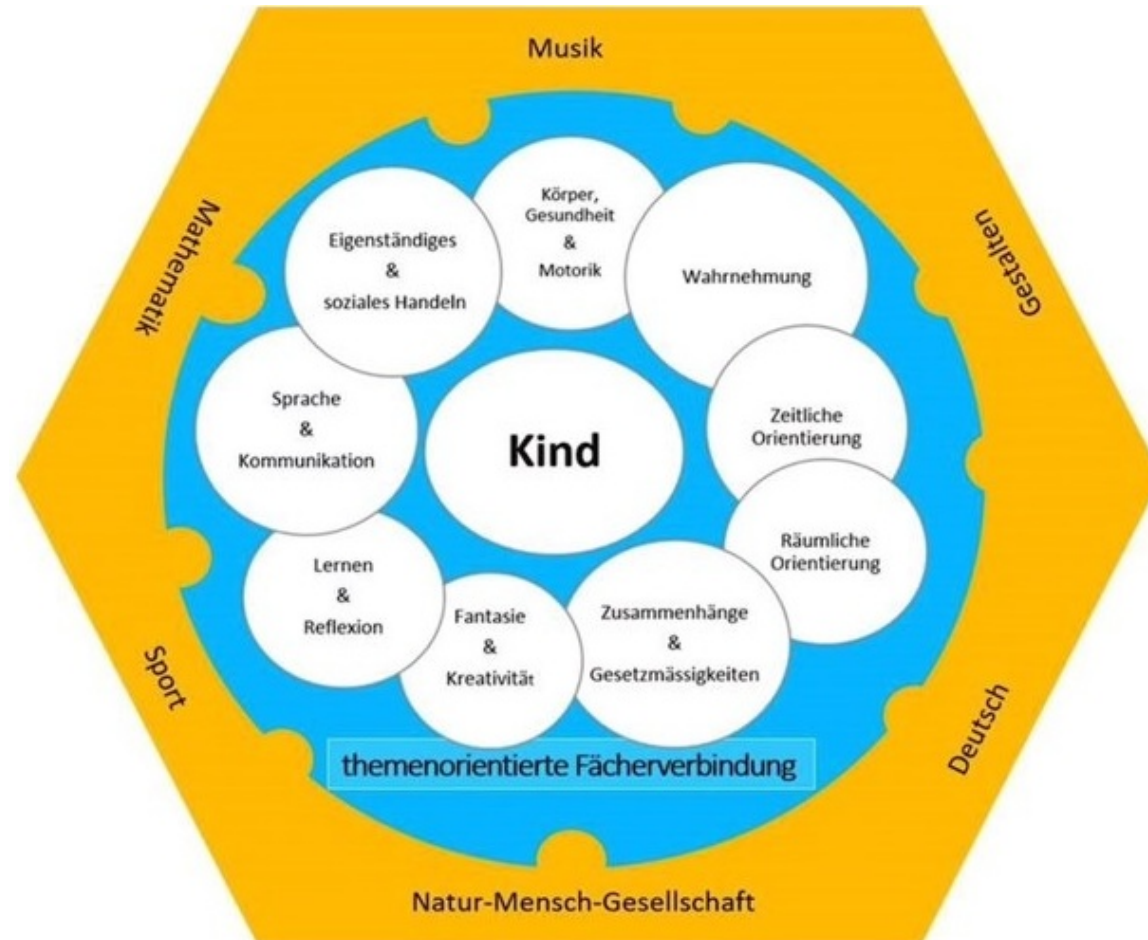 Musik
Mathematik
Gestalten
Körper,
Gesundheit
&
Motorik
Eigenständiges
&
soziales Handeln
Wahrnehmung
Sprache
&
Kommunikation
Kind
Zeitliche
Orientierung
Räumliche
Orientierung
Lernen
&
Reflexion
Fantasie
&
Kreativität
Zusammenhänge
&
Gesetzmässigkeiten
Sport
Deutsch
themenorientierte Fächerverbindung
Natur-Mensch-Gesellschaft